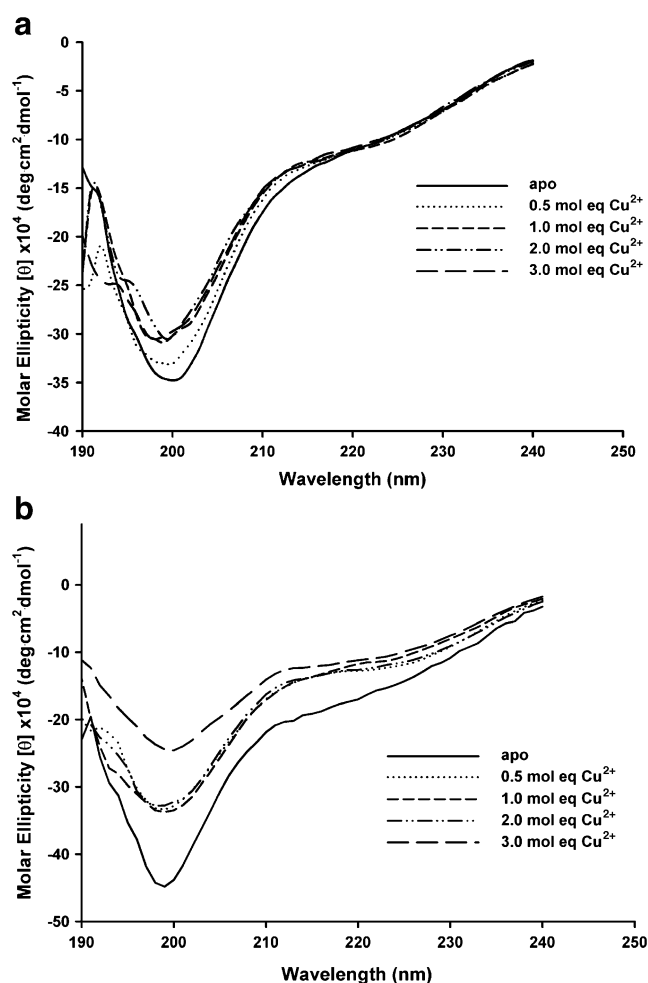 a
0
-5
-10
-15
-20
-25
-30
-35
-40
Molar Ellipticity [θ] x10⁴ (deg·cm²·dmol⁻¹)
apo
0.5 mol eq Cu²⁺
1.0 mol eq Cu²⁺
2.0 mol eq Cu²⁺
3.0 mol eq Cu²⁺
190 200 210 220 230 240 250
Wavelength (nm)
b
0
-10
-20
-30
-40
-50
Molar Ellipticity [θ] x10⁴ (deg·cm²·dmol⁻¹)
apo
0.5 mol eq Cu²⁺
1.0 mol eq Cu²⁺
2.0 mol eq Cu²⁺
3.0 mol eq Cu²⁺
190 200 210 220 230 240 250
Wavelength (nm)